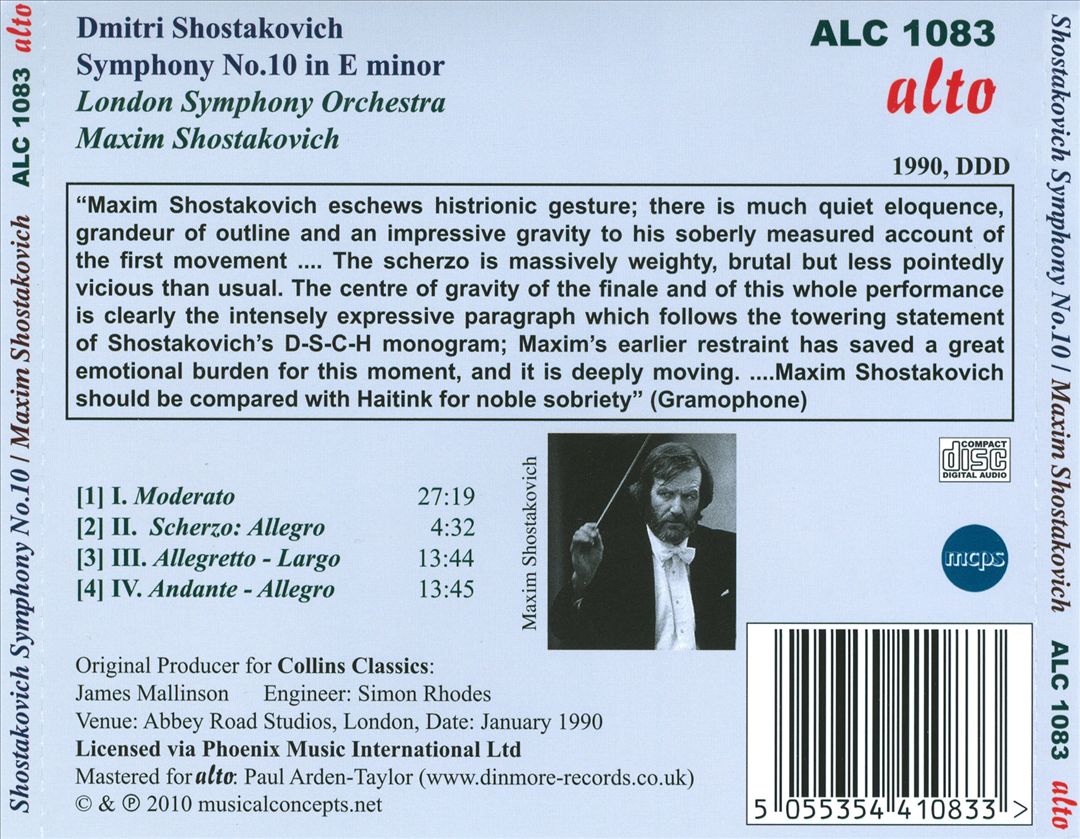 Shostakovich Symphony No.10 / Maxim Shostakovich ALC 1083 alto
Dmitri Shostakovich
Symphony No.10 in E minor
London Symphony Orchestra
Maxim Shostakovich
ALC 1083
alto
1990, DDD
“Maxim Shostakovich eschews histrionic gesture; there is much quiet eloquence,
grandeur of outline and an impressive gravity to his soberly measured account of
the first movement .... The scherzo is massively weighty, brutal but less pointedly
vicious than usual. The centre of gravity of the finale and of this whole performance
is clearly the intensely expressive paragraph which follows the towering statement
of Shostakovich’s D-S-C-H monogram; Maxim’s earlier restraint has saved a great
emotional burden for this moment, and it is deeply moving. ....Maxim Shostakovich
should be compared with Haitink for noble sobriety” (Gramophone)
[1] I. Moderato 27:19
[2] II. Scherzo: Allegro 4:32
[3] III. Allegretto - Largo 13:44
[4] IV. Andante - Allegro 13:45
Maxim Shostakovich
COMPACT
disc
DIGITAL AUDIO
mcps
Original Producer for Collins Classics:
James Mallinson Engineer: Simon Rhodes
Venue: Abbey Road Studios, London, Date: January 1990
Licensed via Phoenix Music International Ltd
Mastered for alto: Paul Arden-Taylor (www.dinmore-records.co.uk)
© & ℗ 2010 musicalconcepts.net
5 055354 410833 >
Shostakovich Symphony No.10 / Maxim Shostakovich ALC 1083 alto